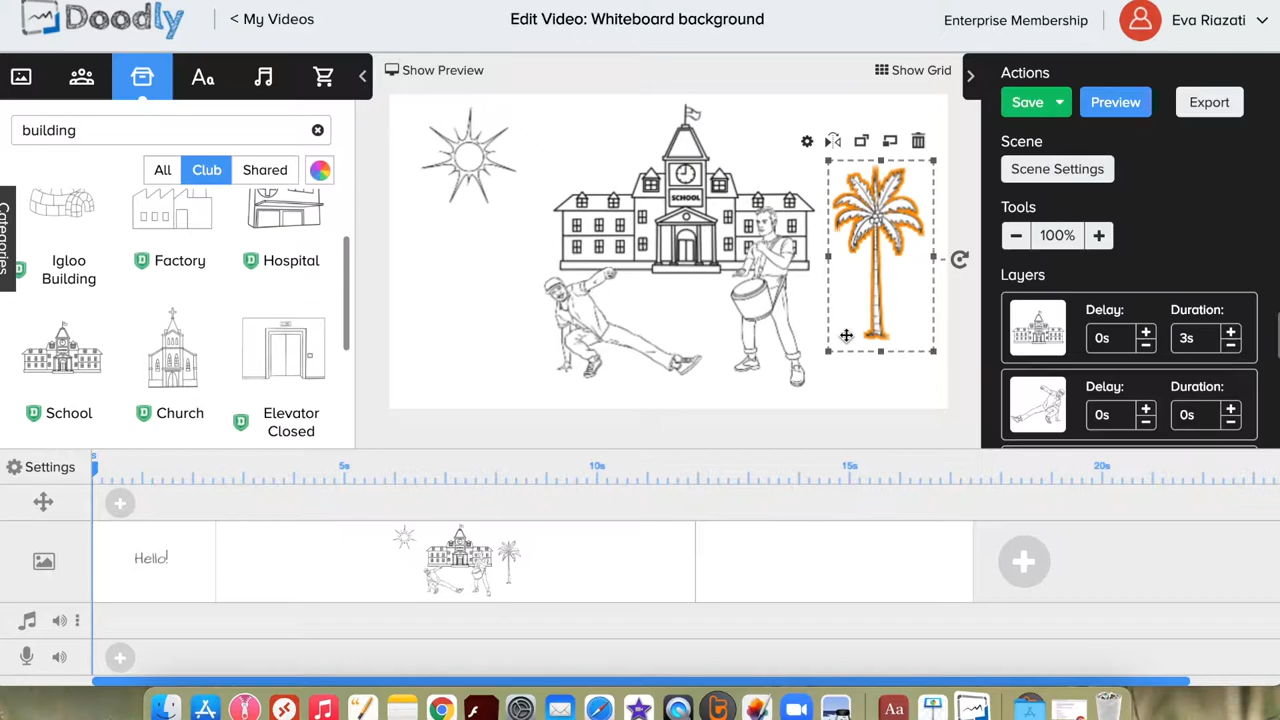 Doodly
< My Videos
Edit Video: Whiteboard background
Enterprise Membership
Eva Riazati
Aa
Show Preview
Show Grid
building
All
Club
Shared
Categories
Igloo
Building
Factory
Hospital
School
Church
Elevator
Closed
SCHOOL
Actions
Save
Preview
Export
Scene
Scene Settings
Tools
100%
Layers
Delay:
Duration:
0s
3s
Delay:
Duration:
0s
0s
Settings
s
5s
10s
15s
20s
Hello!
Aa